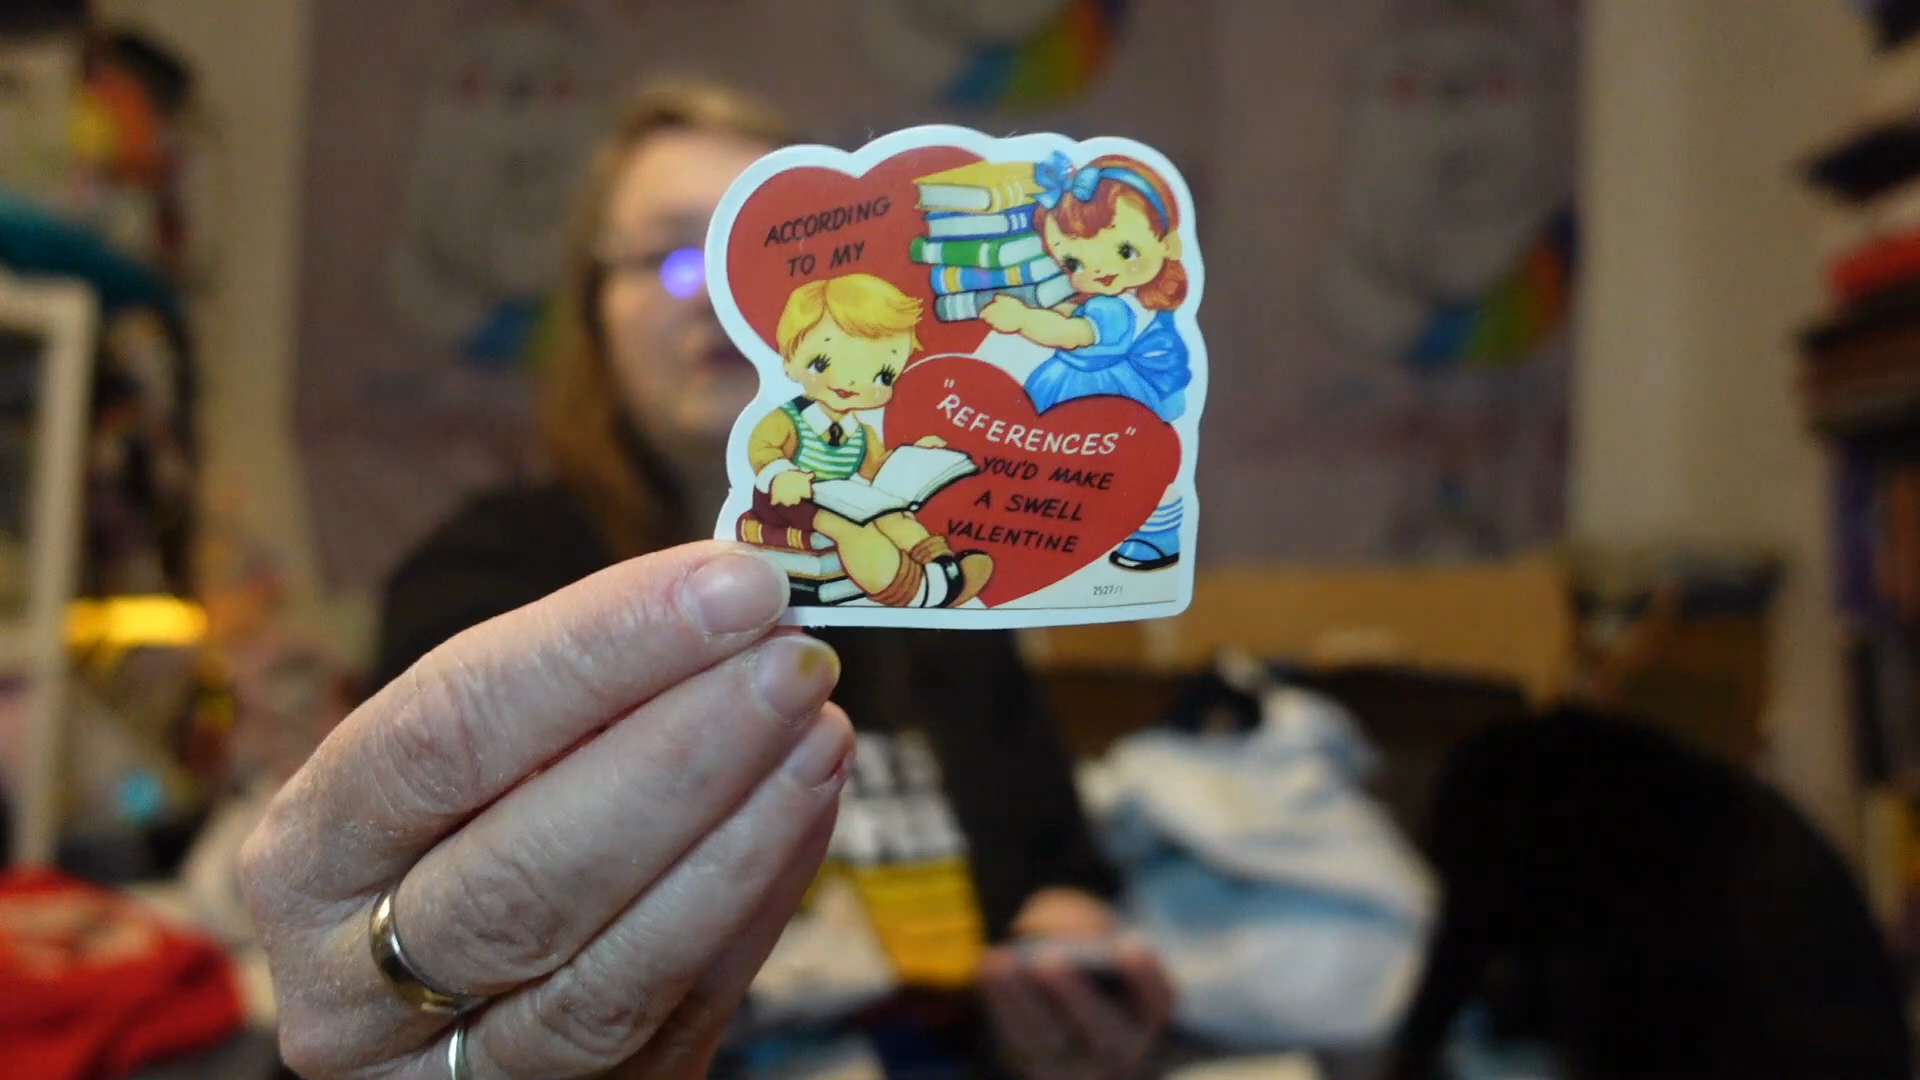 ACCORDING
TO MY
"REFERENCES"
YOU'D MAKE
A SWELL
VALENTINE
2527/1